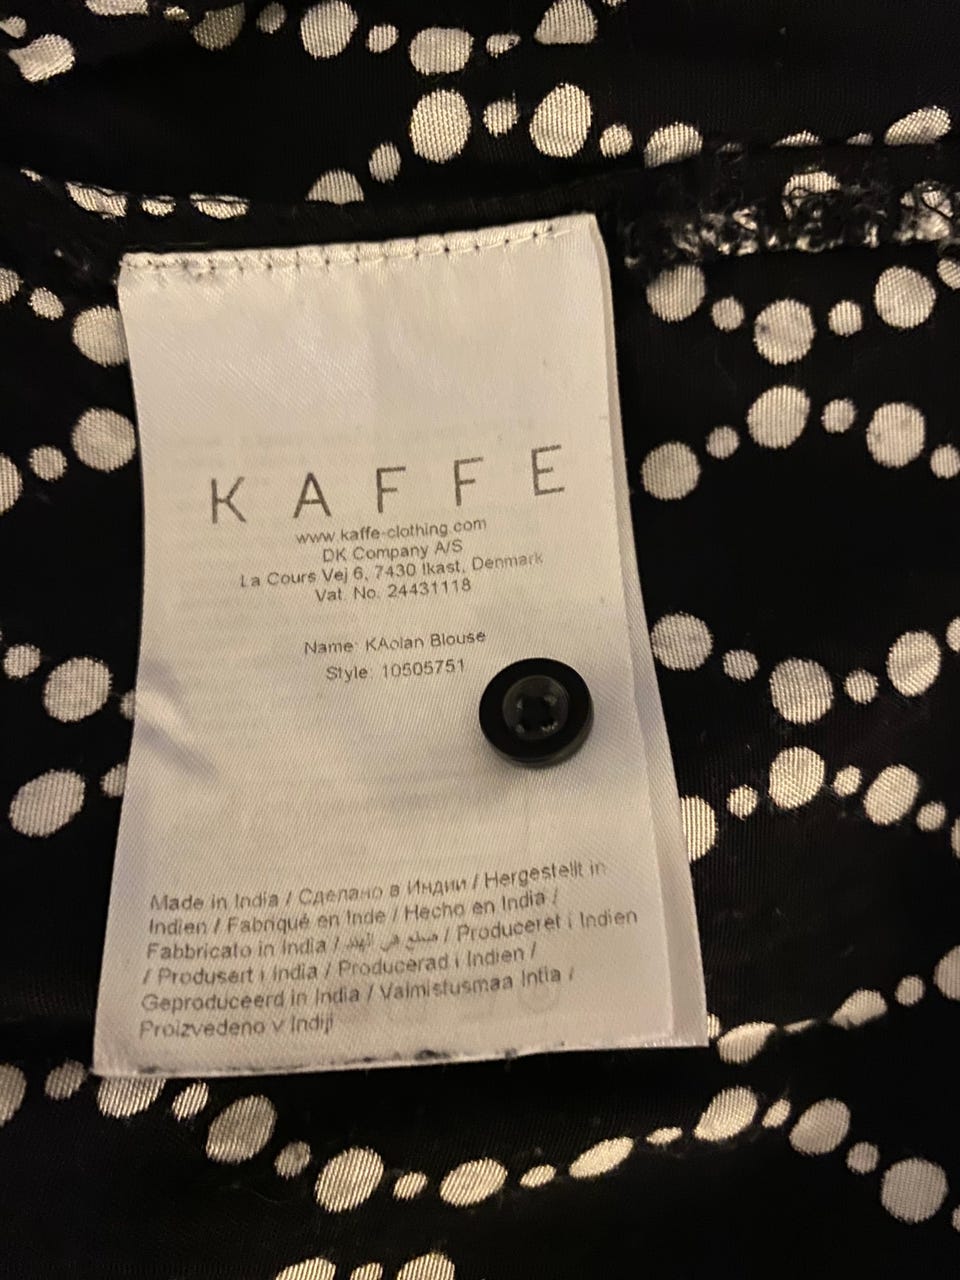 KAFFE
www.kaffe-clothing.com
DK Company A/S
La Cours Vej 6, 7430 Ikast, Denmark
Vat. No. 24431118
Name: KAolan Blouse
Style: 10505751
Made in India / Сделано в Индии / Hergestellt in
Indien / Fabriqué en Inde / Hecho en India /
Fabbricato in India / صنع في الهند / Produceret i Indien
/ Produsert i India / Producerad i Indien /
Geproduceerd in India / Valmistusmaa Intia /
Proizvedeno v Indiji